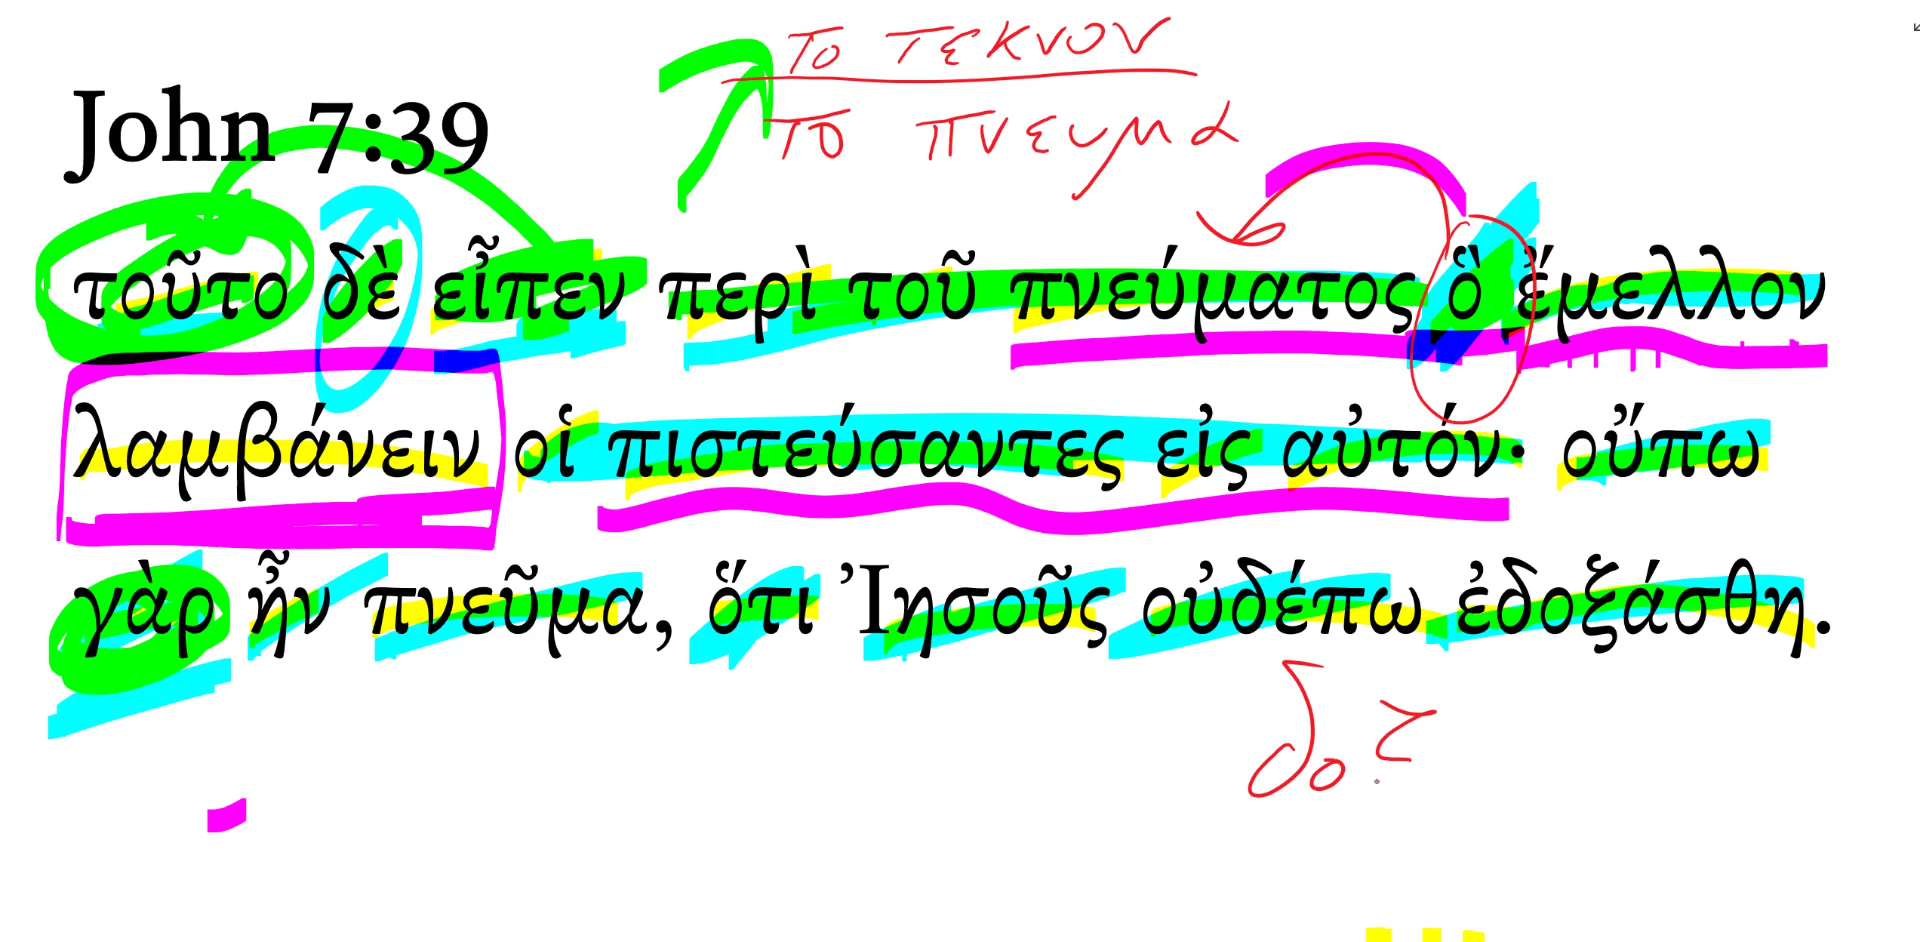 το τεκνον
το πνευμα
John 7:39
τοῦτο δὲ εἶπεν περὶ τοῦ πνεύματος ὃ ἔμελλον
λαμβάνειν οἱ πιστεύσαντες εἰς αὐτόν· οὔπω
γὰρ ἦν πνεῦμα, ὅτι Ἰησοῦς οὐδέπω ἐδοξάσθη.